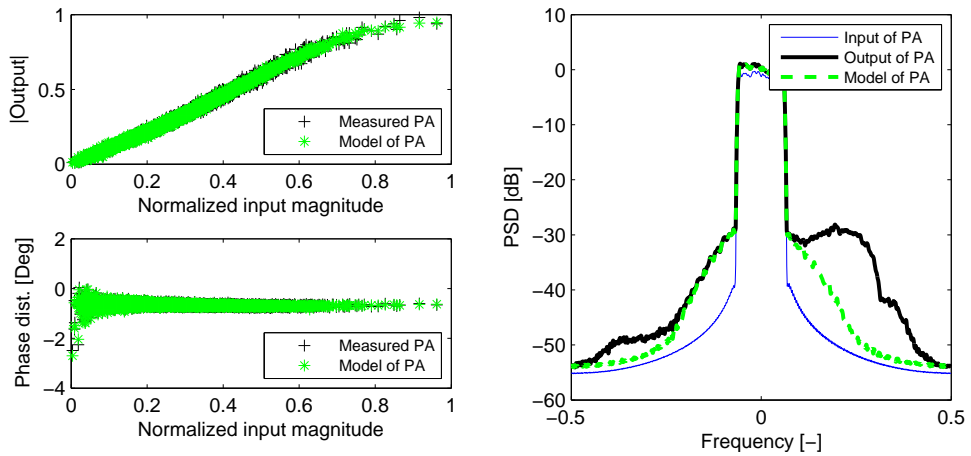 1
0.5
0
|Output|
0
0.2
0.4
0.6
0.8
1
Normalized input magnitude
Measured PA
Model of PA
2
0
−2
−4
Phase dist. [Deg]
0
0.2
0.4
0.6
0.8
1
Normalized input magnitude
Measured PA
Model of PA
10
0
−10
−20
−30
−40
−50
−60
PSD [dB]
−0.5
0
0.5
Frequency [−]
Input of PA
Output of PA
Model of PA